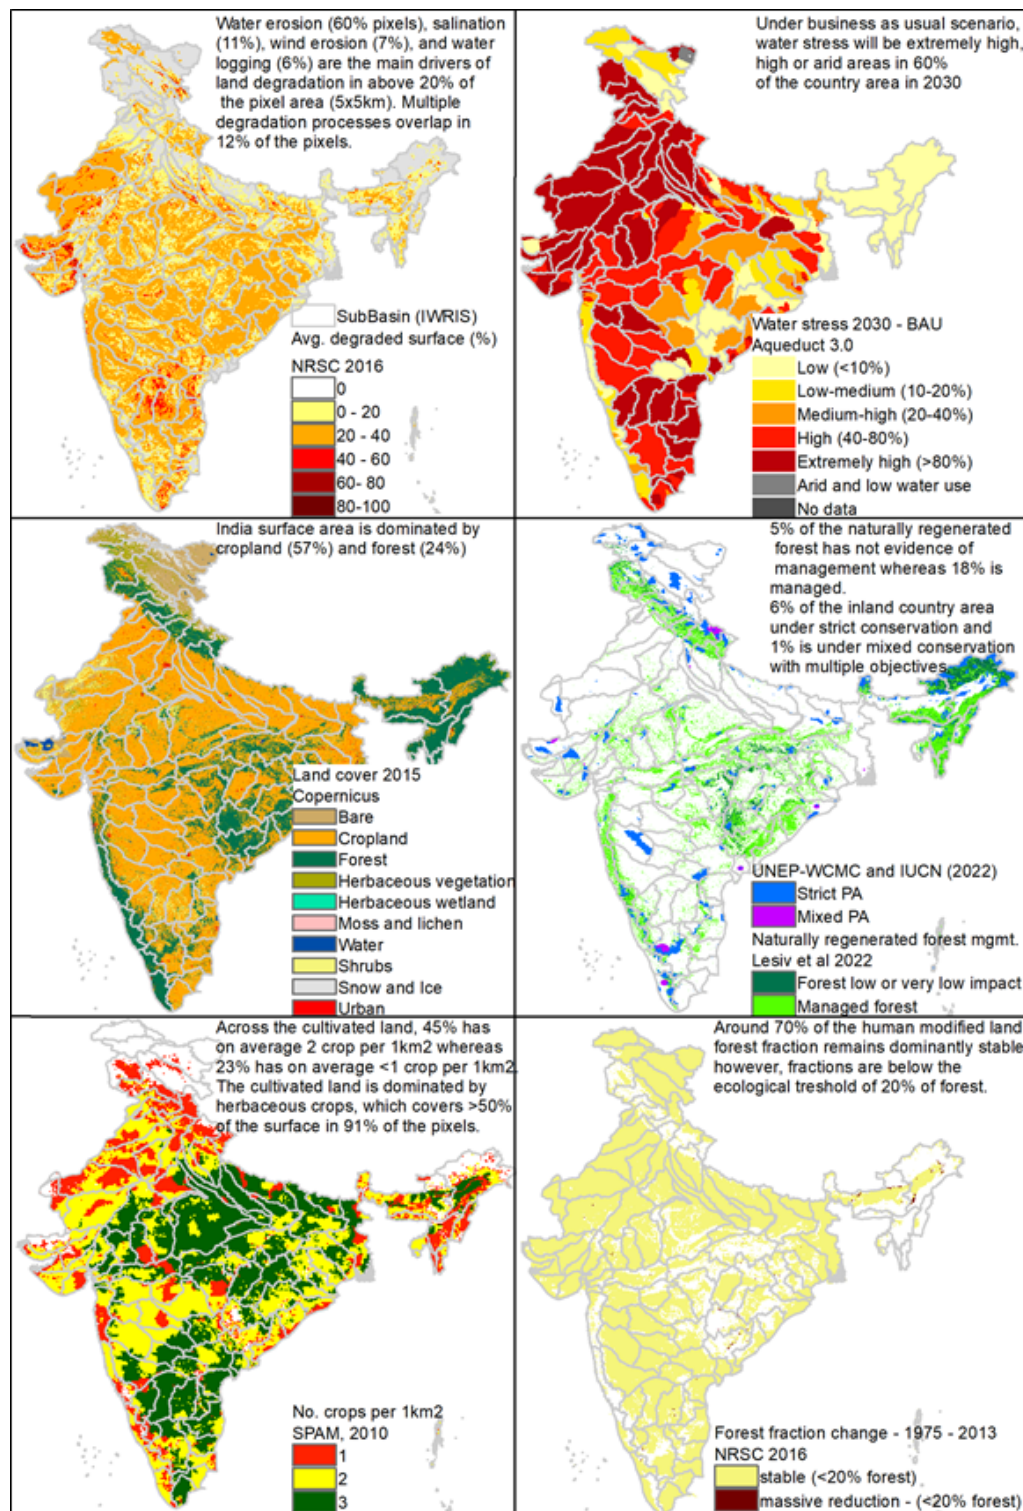 Water erosion (60% pixels), salination
(11%), wind erosion (7%), and water
logging (6%) are the main drivers of
land degradation in above 20% of
the pixel area (5x5km). Multiple
degradation processes overlap in
12% of the pixels.
SubBasin (IWRIS)
Avg. degraded surface (%)
NRSC 2016
0
0 - 20
20 - 40
40 - 60
60- 80
80-100
Under business as usual scenario,
water stress will be extremely high,
high or arid areas in 60%
of the country area in 2030
Water stress 2030 - BAU
Aqueduct 3.0
Low (<10%)
Low-medium (10-20%)
Medium-high (20-40%)
High (40-80%)
Extremely high (>80%)
Arid and low water use
No data
India surface area is dominated by
cropland (57%) and forest (24%)
Land cover 2015
Copernicus
Bare
Cropland
Forest
Herbaceous vegetation
Herbaceous wetland
Moss and lichen
Water
Shrubs
Snow and Ice
Urban
5% of the naturally regenerated
forest has not evidence of
management whereas 18% is
managed.
6% of the inland country area
under strict conservation and
1% is under mixed conservation
with multiple objectives.
UNEP-WCMC and IUCN (2022)
Strict PA
Mixed PA
Naturally regenerated forest mgmt.
Lesiv et al 2022
Forest low or very low impact
Managed forest
Across the cultivated land, 45% has
on average 2 crop per 1km2 whereas
23% has on average <1 crop per 1km2.
The cultivated land is dominated by
herbaceous crops, which covers >50%
of the surface in 91% of the pixels.
No. crops per 1km2
SPAM, 2010
1
2
3
Around 70% of the human modified land
forest fraction remains dominantly stable
however, fractions are below the
ecological treshold of 20% of forest.
Forest fraction change - 1975 - 2013
NRSC 2016
stable (<20% forest)
massive reduction - (<20% forest)